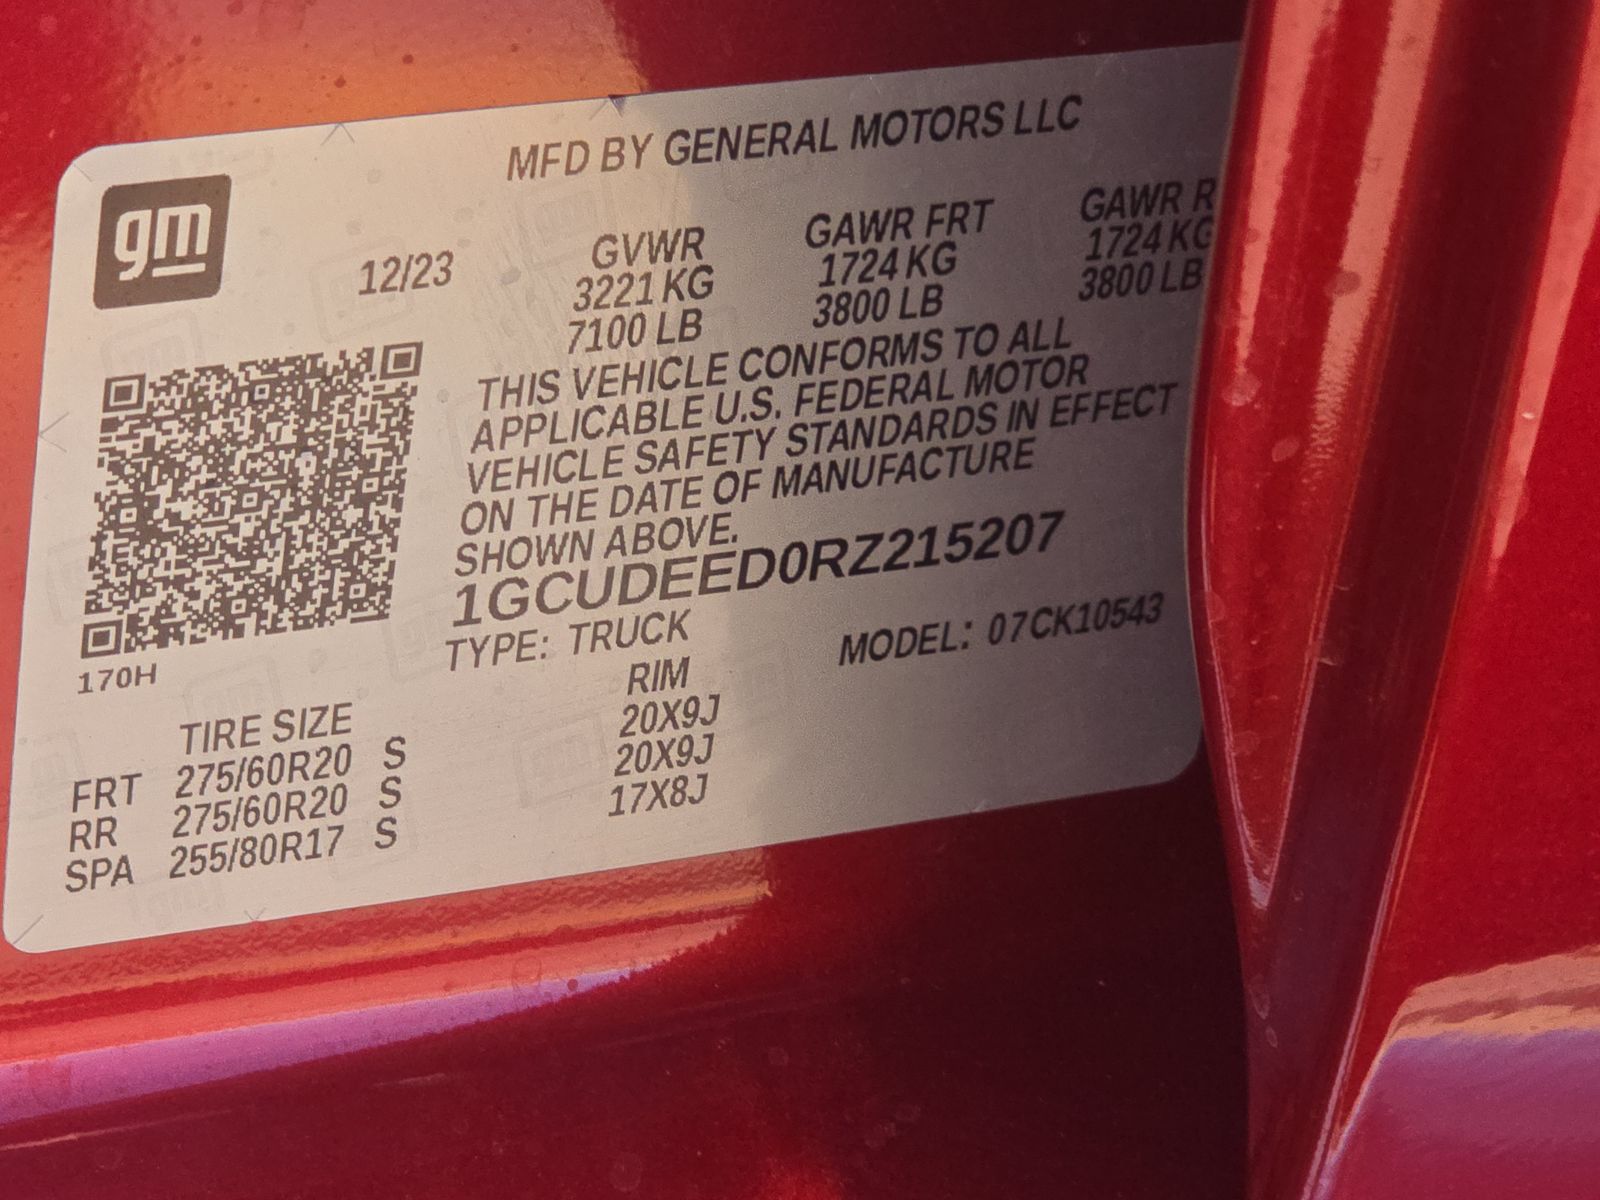 MFD BY GENERAL MOTORS LLC
gm
12/23
GVWR
3221 KG
7100 LB
GAWR FRT
1724 KG
3800 LB
GAWR R
1724 KG
3800 LB
THIS VEHICLE CONFORMS TO ALL
APPLICABLE U.S. FEDERAL MOTOR
VEHICLE SAFETY STANDARDS IN EFFECT
ON THE DATE OF MANUFACTURE
SHOWN ABOVE.
1GCUDEED0RZ215207
TYPE: TRUCK MODEL: 07CK10543
170H
TIRE SIZE RIM
FRT 275/60R20 S 20X9J
RR 275/60R20 S 20X9J
SPA 255/80R17 S 17X8J